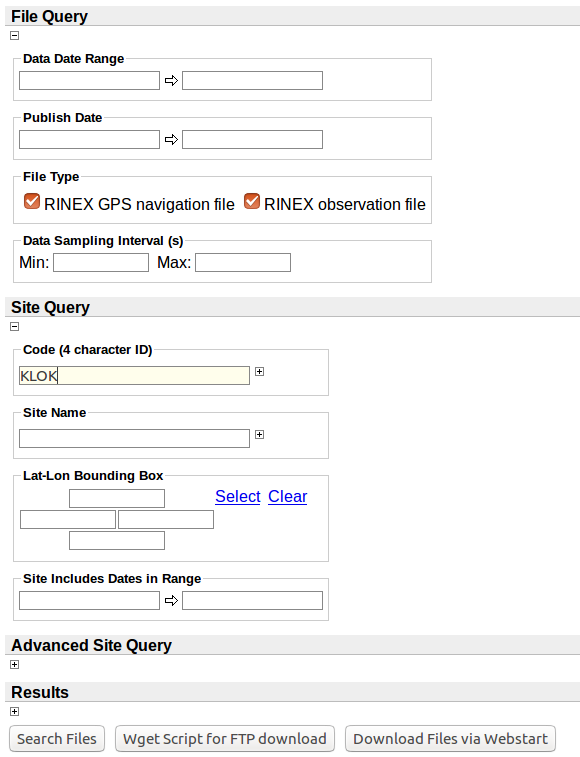 File Query
Data Date Range
Publish Date
File Type
RINEX GPS navigation file RINEX observation file
Data Sampling Interval (s)
Min: Max:
Site Query
Code (4 character ID)
KLOK
Site Name
Lat-Lon Bounding Box
Select Clear
Site Includes Dates in Range
Advanced Site Query
Results
Search Files Wget Script for FTP download Download Files via Webstart